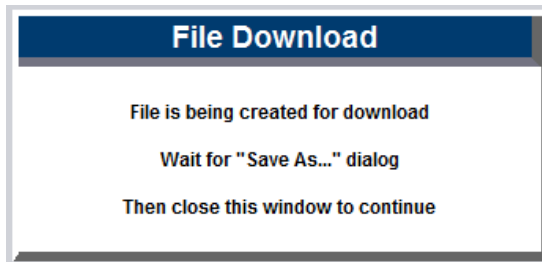 File Download
File is being created for download
Wait for "Save As..." dialog
Then close this window to continue